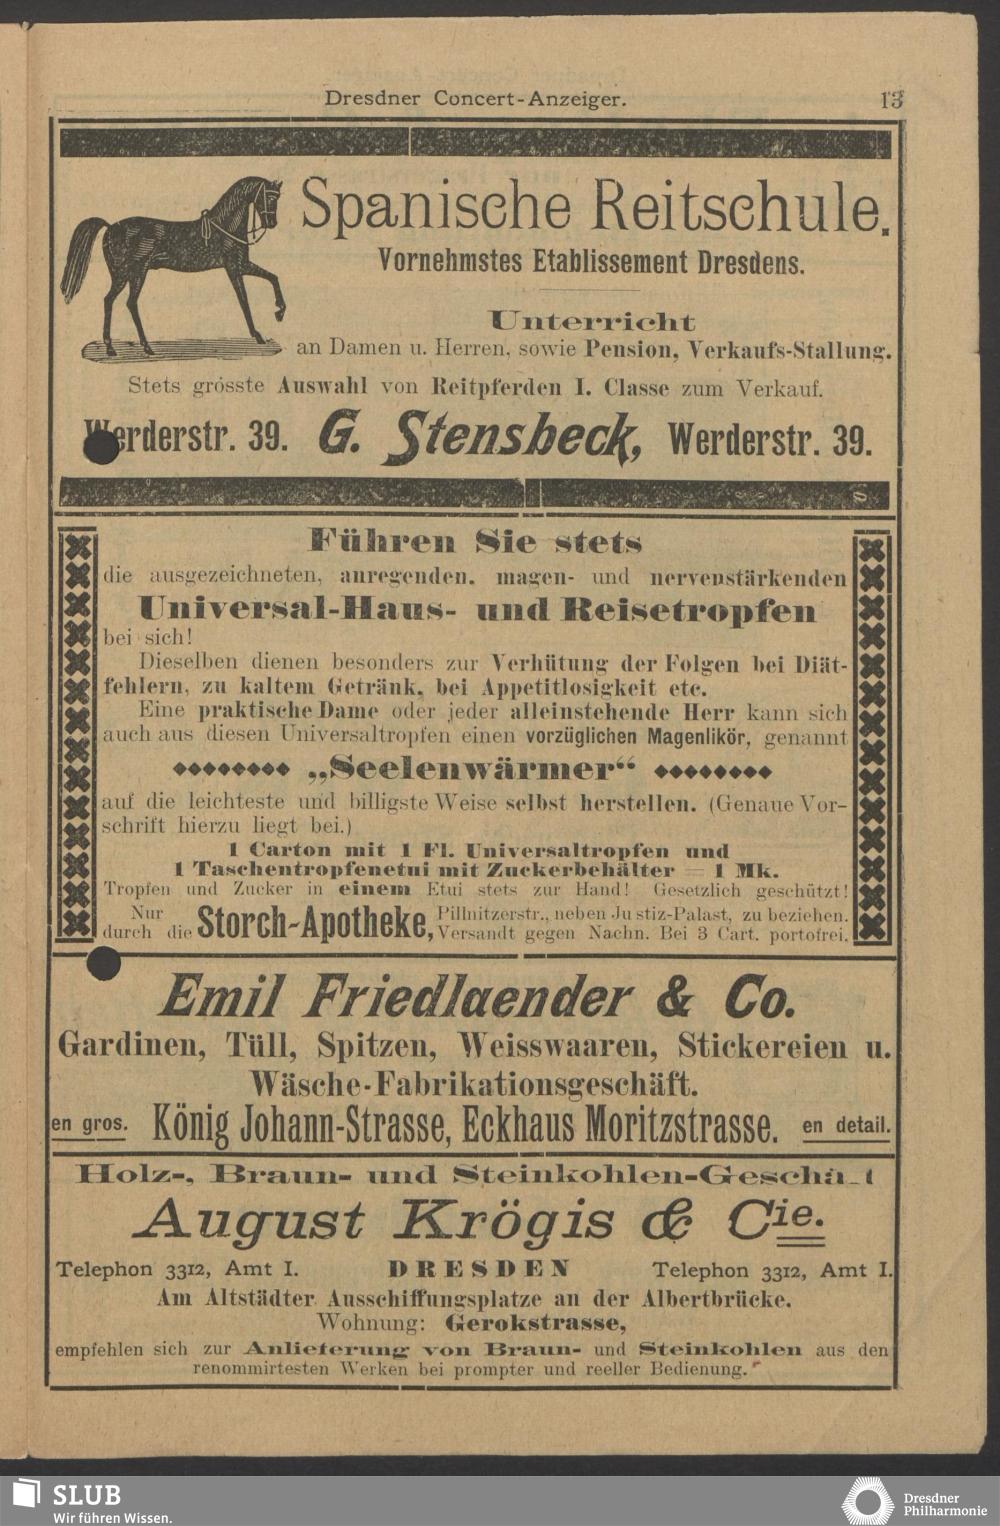 Dresdner Concert-Anzeiger. 13
Spanische Reitschule.
Vornehmstes Etablissement Dresdens.
Unterricht
an Damen u. Herren, sowie Pension, Verkaufs-Stallung.
Stets grösste Auswahl von Reitpferden I. Classe zum Verkauf.
Werderstr. 39. G. Stensbeck, Werderstr. 39.
Führen Sie stets
die ausgezeichneten, anregenden, magen- und nervenstärkenden
Universal-Haus- und Reisetropfen
bei sich!
Dieselben dienen besonders zur Verhütung der Folgen bei Diät-
fehlern, zu kaltem Getränk, bei Appetitlosigkeit etc.
Eine praktische Dame oder jeder alleinstehende Herr kann sich
auch aus diesen Universaltropfen einen vorzüglichen Magenlikör, genannt
„Seelenwärmer“
auf die leichteste und billigste Weise selbst herstellen. (Genaue Vor-
schrift hierzu liegt bei.)
1 Carton mit 1 Fl. Universaltropfen und
1 Taschentropfenetui mit Zuckerbehälter = 1 Mk.
Tropfen und Zucker in einem Etui stets zur Hand! Gesetzlich geschützt!
Nur durch die Storch-Apotheke, Pillnitzerstr., neben Justiz-Palast, zu beziehen.
Versandt gegen Nachn. Bei 3 Cart. portofrei.
Emil Friedlaender & Co.
Gardinen, Tüll, Spitzen, Weisswaaren, Stickereien u.
Wäsche-Fabrikationsgeschäft.
en gros. König Johann-Strasse, Eckhaus Moritzstrasse. en detail.
Holz-, Braun- und Steinkohlen-Geschäft
August Krögis & Cie.
Telephon 3312, Amt I. DRESDEN Telephon 3312, Amt I.
Am Altstädter Ausschiffungsplatze an der Albertbrücke.
Wohnung: Gerokstrasse,
empfehlen sich zur Anlieferung von Braun- und Steinkohlen aus den
renommirtesten Werken bei prompter und reeller Bedienung.
SLUB
Wir führen Wissen.
Dresdner
Philharmonie